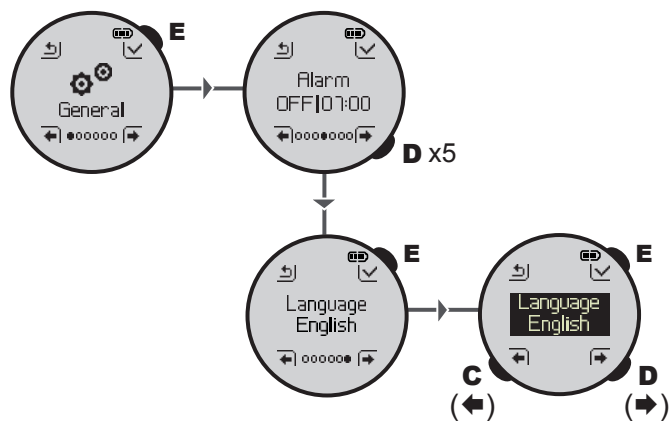 E
General
Alarm
OFF|07:00
D x5
E
Language
English
E
Language
English
C
(←)
D
(→)